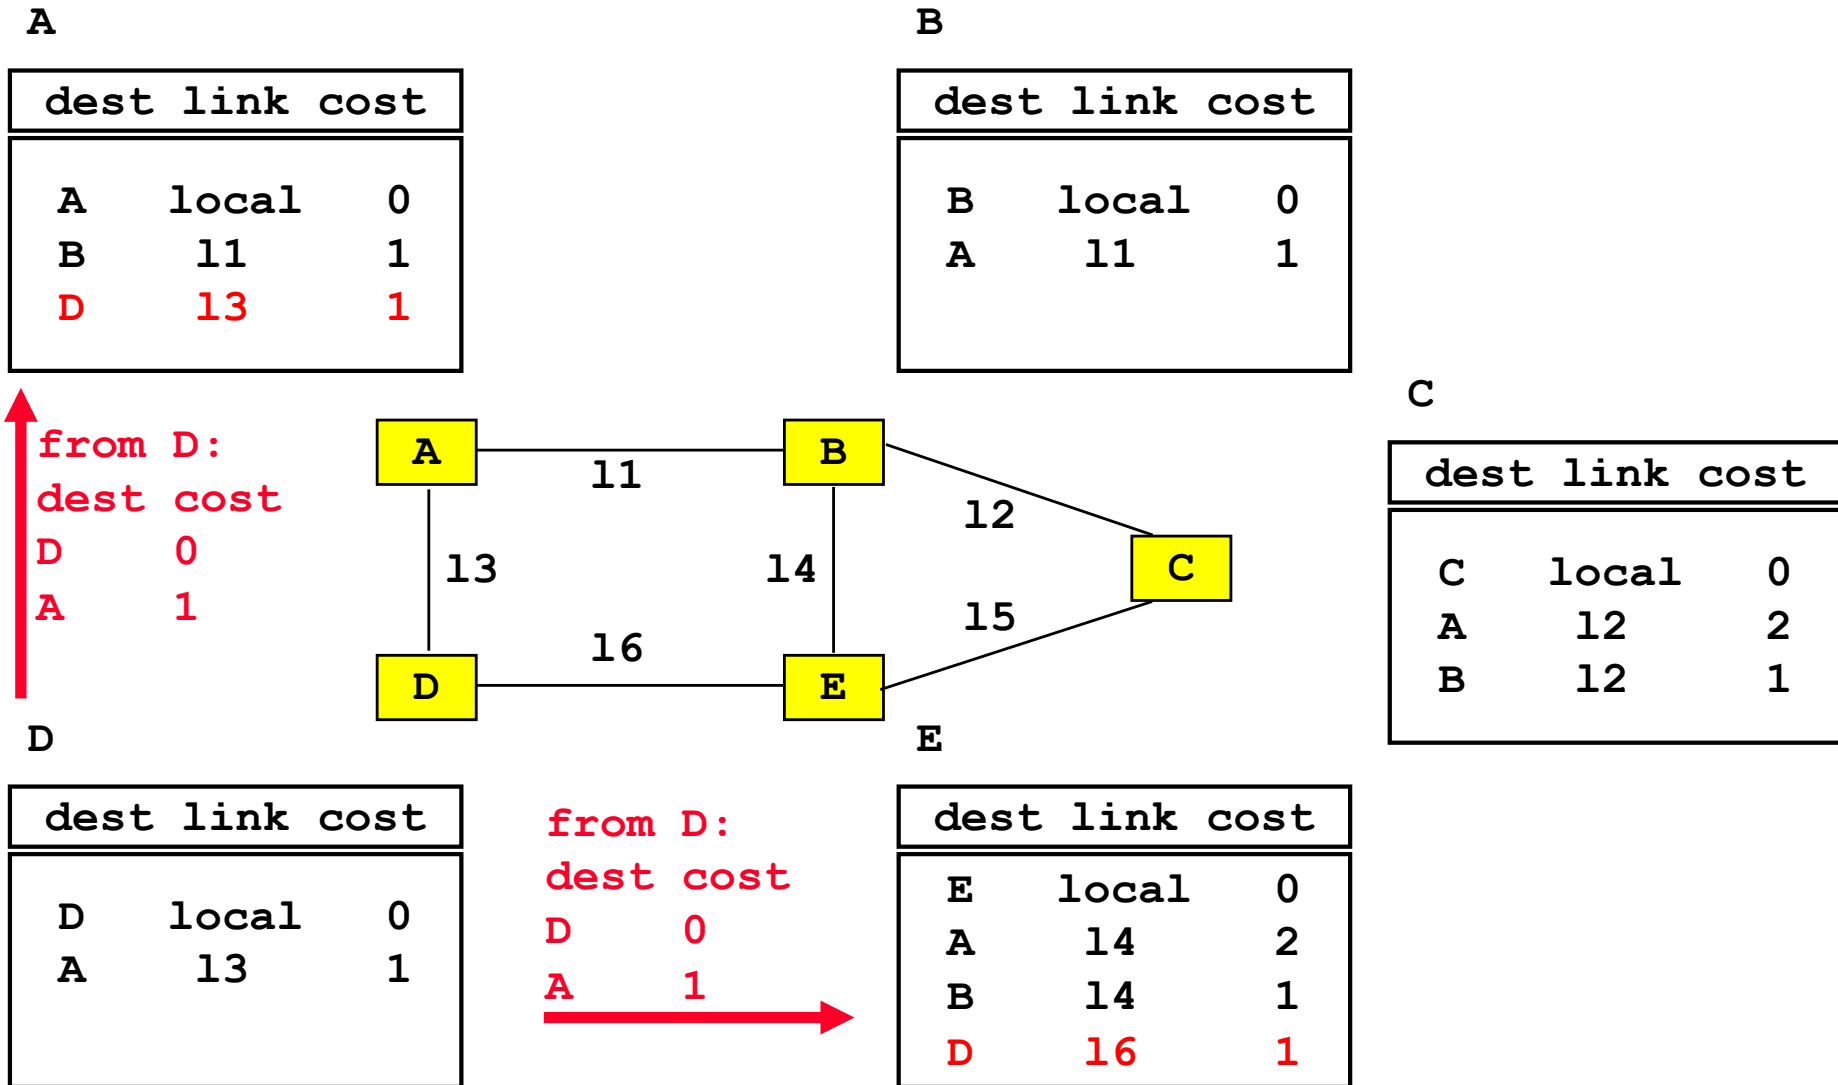 A
dest link cost
A local 0
B l1 1
D l3 1
B
dest link cost
B local 0
A l1 1
from D:
dest cost
D 0
A 1
A
B
C
D
E
l1
l2
l3
l4
l5
l6
C
dest link cost
C local 0
A l2 2
B l2 1
D
dest link cost
D local 0
A l3 1
from D:
dest cost
D 0
A 1
E
dest link cost
E local 0
A l4 2
B l4 1
D l6 1